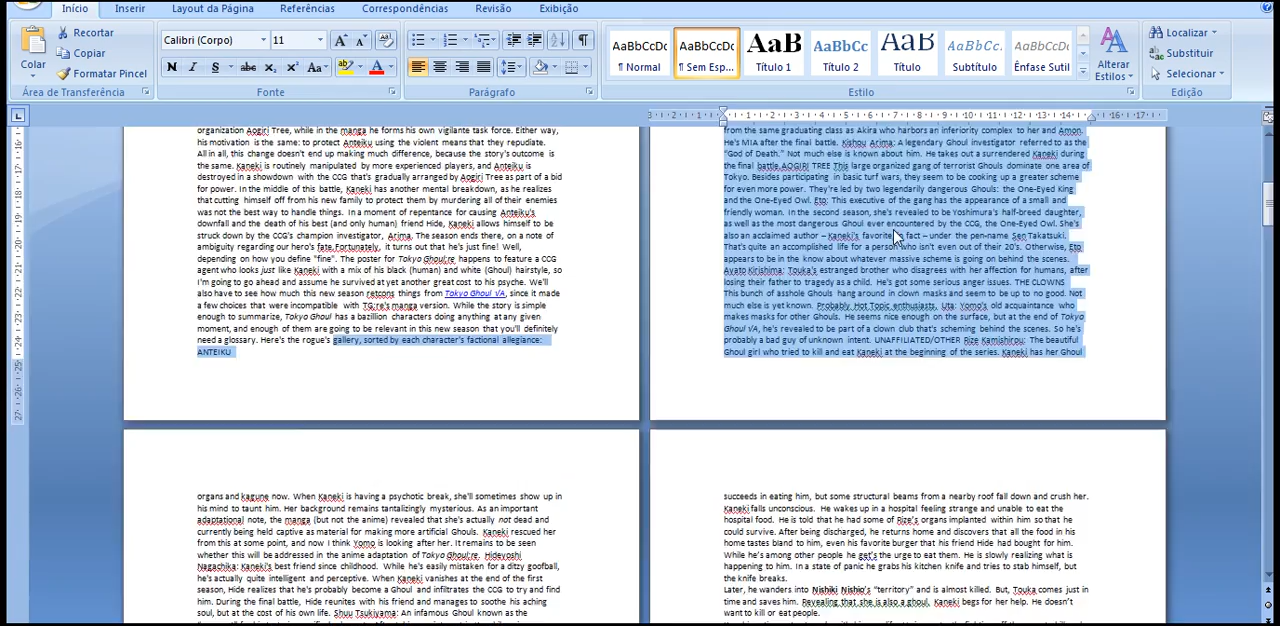 Início Inserir Layout da Página Referências Correspondências Revisão Exibição
Colar
Recortar
Copiar
Formatar Pincel
Área de Transferência
Calibri (Corpo) 11
N I S abc X₂ X² Aa
Fonte
Parágrafo
AaBbCcDc AaBbCcDc AaB AaBbCc AaB AaBbCc. AaBbCcDc
¶ Normal ¶ Sem Esp... Título 1 Título 2 Título Subtítulo Ênfase Sutil
Alterar
Estilos
Estilo
Localizar
Substituir
Selecionar
Edição
organization Aogiri Tree, while in the manga he forms his own vigilante task force. Either way,
his motivation is the same: to protect Anteiku using the violent means that they repudiate.
All in all, this change doesn't end up making much difference, because the story's outcome is
the same. Kaneki is routinely manipulated by more experienced players, and Anteiku is
destroyed in a showdown with the CCG that's gradually arranged by Aogiri Tree as part of a bid
for power. In the middle of this battle, Kaneki has another mental breakdown, as he realizes
that cutting himself off from his new family to protect them by murdering all of their enemies
was not the best way to handle things. In a moment of repentance for causing Anteiku's
downfall and the death of his best (and only human) friend Hide, Kaneki allows himself to be
struck down by the CCG's champion investigator, Arima. The season ends there, on a note of
ambiguity regarding our hero's fate.Fortunately, it turns out that he's just fine! Well,
depending on how you define "fine". The poster for Tokyo Ghoul:re happens to feature a CCG
agent who looks just like Kaneki with a mix of his black (human) and white (Ghoul) hairstyle, so
I'm going to go ahead and assume he survived at yet another great cost to his psyche. We'll
also have to see how much this new season retcons things from Tokyo Ghoul √A, since it made
a few choices that were incompatible with TG:re's manga version. While the story is simple
enough to summarize, Tokyo Ghoul has a bazillion characters doing anything at any given
moment, and enough of them are going to be relevant in this new season that you'll definitely
need a glossary. Here's the rogue's gallery, sorted by each character's factional allegiance:
ANTEIKU
from the same graduating class as Akira who harbors an inferiority complex to her and Amon.
He's MIA after the final battle. Kishou Arima: A legendary Ghoul investigator referred to as the
"God of Death." Not much else is known about him. He takes out a surrendered Kaneki during
the final battle.AOGIRI TREE This large organized gang of terrorist Ghouls dominate one area of
Tokyo. Besides participating in basic turf wars, they seem to be cooking up a greater scheme
for even more power. They're led by two legendarily dangerous Ghouls: the One-Eyed King
and the One-Eyed Owl. Eto: This executive of the gang has the appearance of a small and
friendly woman. In the second season, she's revealed to be Yoshimura's half-breed daughter,
as well as the most dangerous Ghoul ever encountered by the CCG, the One-Eyed Owl. She's
also an acclaimed author – Kaneki's favorite in fact – under the pen-name Sen Takatsuki.
That's quite an accomplished life for a person who isn't even out of their 20's. Otherwise, Eto
appears to be in the know about whatever massive scheme is going on behind the scenes.
Ayato Kirishima: Touka's estranged brother who disagrees with her affection for humans, after
losing their father to tragedy as a child. He's got some serious anger issues. THE CLOWNS
This bunch of asshole Ghouls hang around in clown masks and seem to be up to no good. Not
much else is yet known. Probably Hot Topic enthusiasts. Uta: Yomo's old acquaintance who
makes masks for other Ghouls. He seems nice enough on the surface, but at the end of Tokyo
Ghoul √A, he's revealed to be part of a clown club that's scheming behind the scenes. So he's
probably a bad guy of unknown intent. UNAFFILIATED/OTHER Rize Kamishirou: The beautiful
Ghoul girl who tried to kill and eat Kaneki at the beginning of the series. Kaneki has her Ghoul
organs and kagune now. When Kaneki is having a psychotic break, she'll sometimes show up in
his mind to taunt him. Her background remains tantalizingly mysterious. As an important
adaptational note, the manga (but not the anime) revealed that she's actually not dead and
currently being held captive as material for making more artificial Ghouls. Kaneki rescued her
from this at some point, and now I think Yomo is looking after her. It remains to be seen
whether this will be addressed in the anime adaptation of Tokyo Ghoul:re. Hideyoshi
Nagachika: Kaneki's best friend since childhood. While he's easily mistaken for a ditzy goofball,
he's actually quite intelligent and perceptive. When Kaneki vanishes at the end of the first
season, Hide realizes that he's probably become a Ghoul and infiltrates the CCG to try and find
him. During the final battle, Hide reunites with his friend and manages to soothe his aching
soul, but at the cost of his own life. Shuu Tsukiyama: An infamous Ghoul known as the
succeeds in eating him, but some structural beams from a nearby roof fall down and crush her.
Kaneki falls unconscious. He wakes up in a hospital feeling strange and unable to eat the
hospital food. He is told that he had some of Rize's organs implanted within him so that he
could survive. After being discharged, he returns home and discovers that all the food in his
home tastes bland to him, even his favorite burger that his friend Hide had bought for him.
While he's among other people he get's the urge to eat them. He is slowly realizing what is
happening to him. In a state of panic he grabs his kitchen knife and tries to stab himself, but
the knife breaks.
Later, he wanders into Nishiki Nishio's "territory" and is almost killed. But, Touka comes just in
time and saves him. Revealing that she is also a ghoul, Kaneki begs for her help. He doesn't
want to kill or eat people.